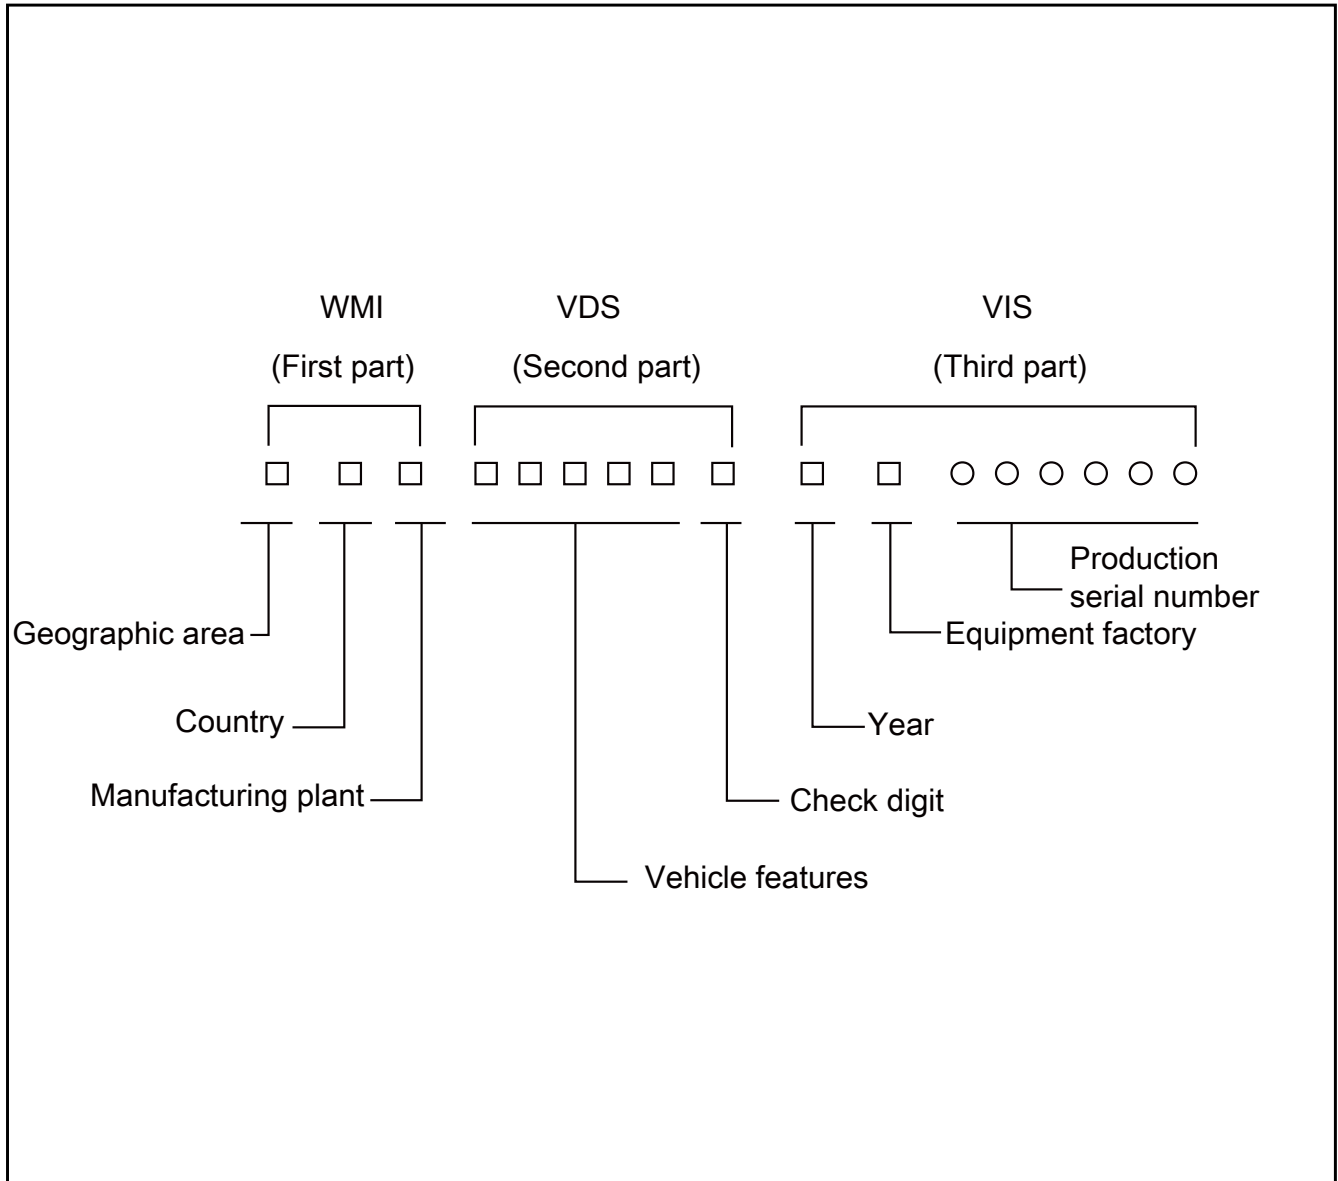 WMI
VDS
VIS
(First part)
(Second part)
(Third part)
Production
serial number
Geographic area
Equipment factory
Country
Year
Manufacturing plant
Check digit
Vehicle features